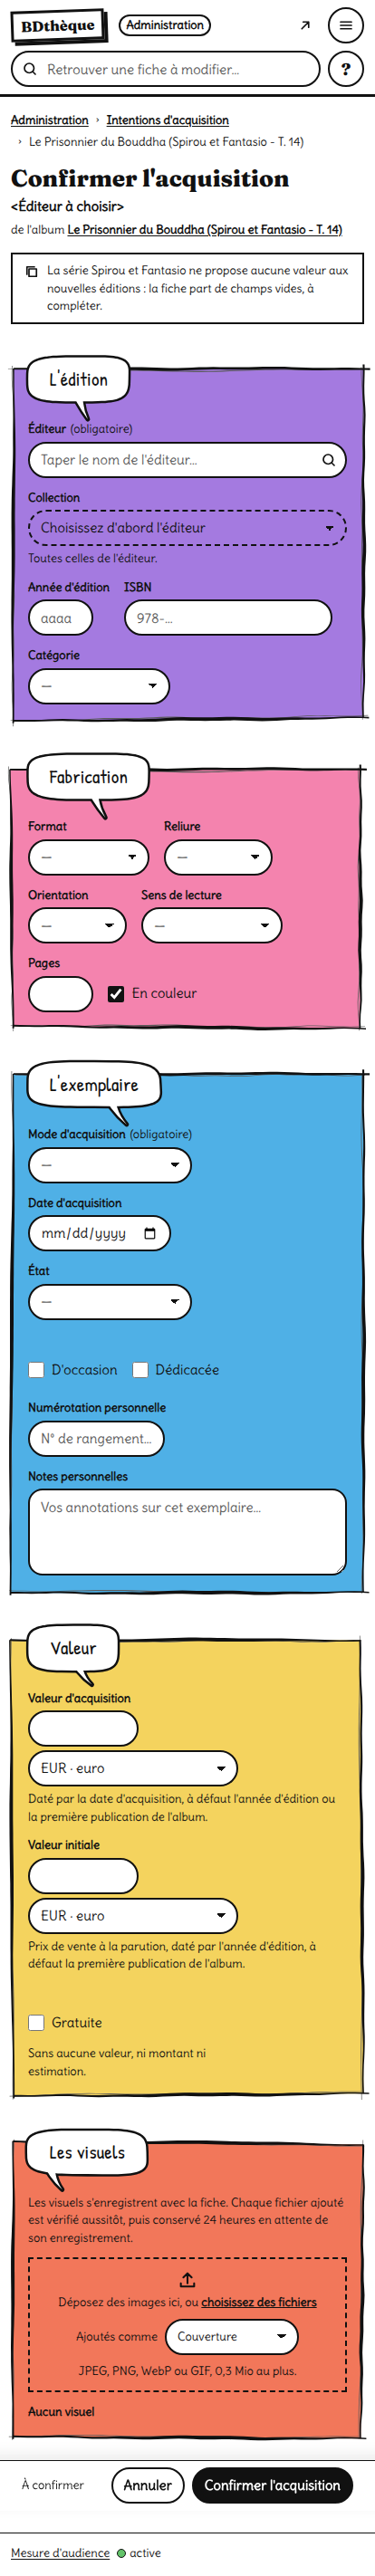 BDthèque
Administration
Retrouver une fiche à modifier...
?
Administration › Intentions d'acquisition
› Le Prisonnier du Bouddha (Spirou et Fantasio - T. 14)
Confirmer l'acquisition
<Éditeur à choisir>
de l'album Le Prisonnier du Bouddha (Spirou et Fantasio - T. 14)
La série Spirou et Fantasio ne propose aucune valeur aux
nouvelles éditions : la fiche part de champs vides, à
compléter.
L'édition
Éditeur (obligatoire)
Taper le nom de l'éditeur...
Collection
Choisissez d'abord l'éditeur
Toutes celles de l'éditeur.
Année d'édition ISBN
aaaa 978-...
Catégorie
—
Fabrication
Format Reliure
— —
Orientation Sens de lecture
— —
Pages
En couleur
L'exemplaire
Mode d'acquisition (obligatoire)
—
Date d'acquisition
mm/dd/yyyy
État
—
D'occasion Dédicacée
Numérotation personnelle
N° de rangement...
Notes personnelles
Vos annotations sur cet exemplaire...
Valeur
Valeur d'acquisition
EUR · euro
Daté par la date d'acquisition, à défaut l'année d'édition ou
la première publication de l'album.
Valeur initiale
EUR · euro
Prix de vente à la parution, daté par l'année d'édition, à
défaut la première publication de l'album.
Gratuite
Sans aucune valeur, ni montant ni
estimation.
Les visuels
Les visuels s'enregistrent avec la fiche. Chaque fichier ajouté
est vérifié aussitôt, puis conservé 24 heures en attente de
son enregistrement.
Déposez des images ici, ou choisissez des fichiers
Ajoutés comme Couverture
JPEG, PNG, WebP ou GIF, 0,3 Mio au plus.
Aucun visuel
À confirmer Annuler Confirmer l'acquisition
Mesure d'audience active